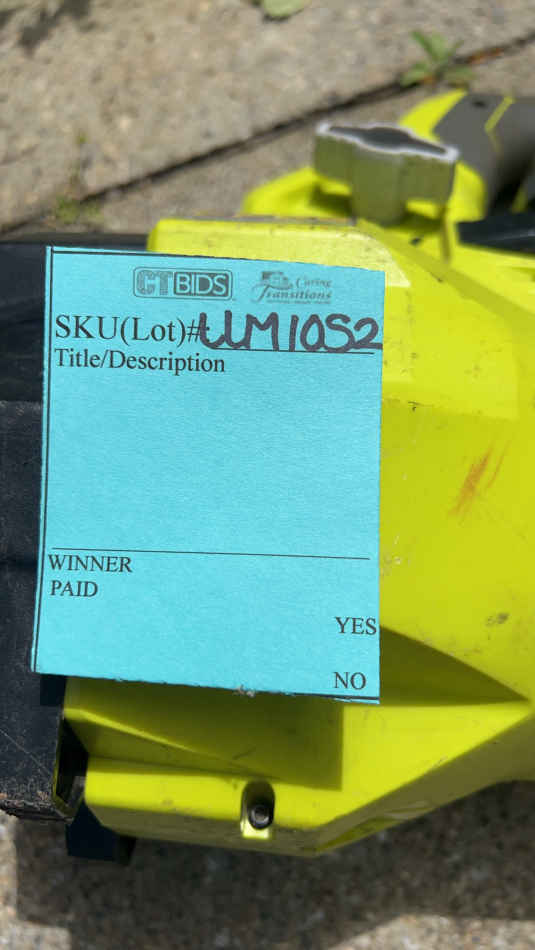 CTBIDS
Caring
Transitions
SKU(Lot)#: UM1052
Title/Description
WINNER
PAID
YES
NO